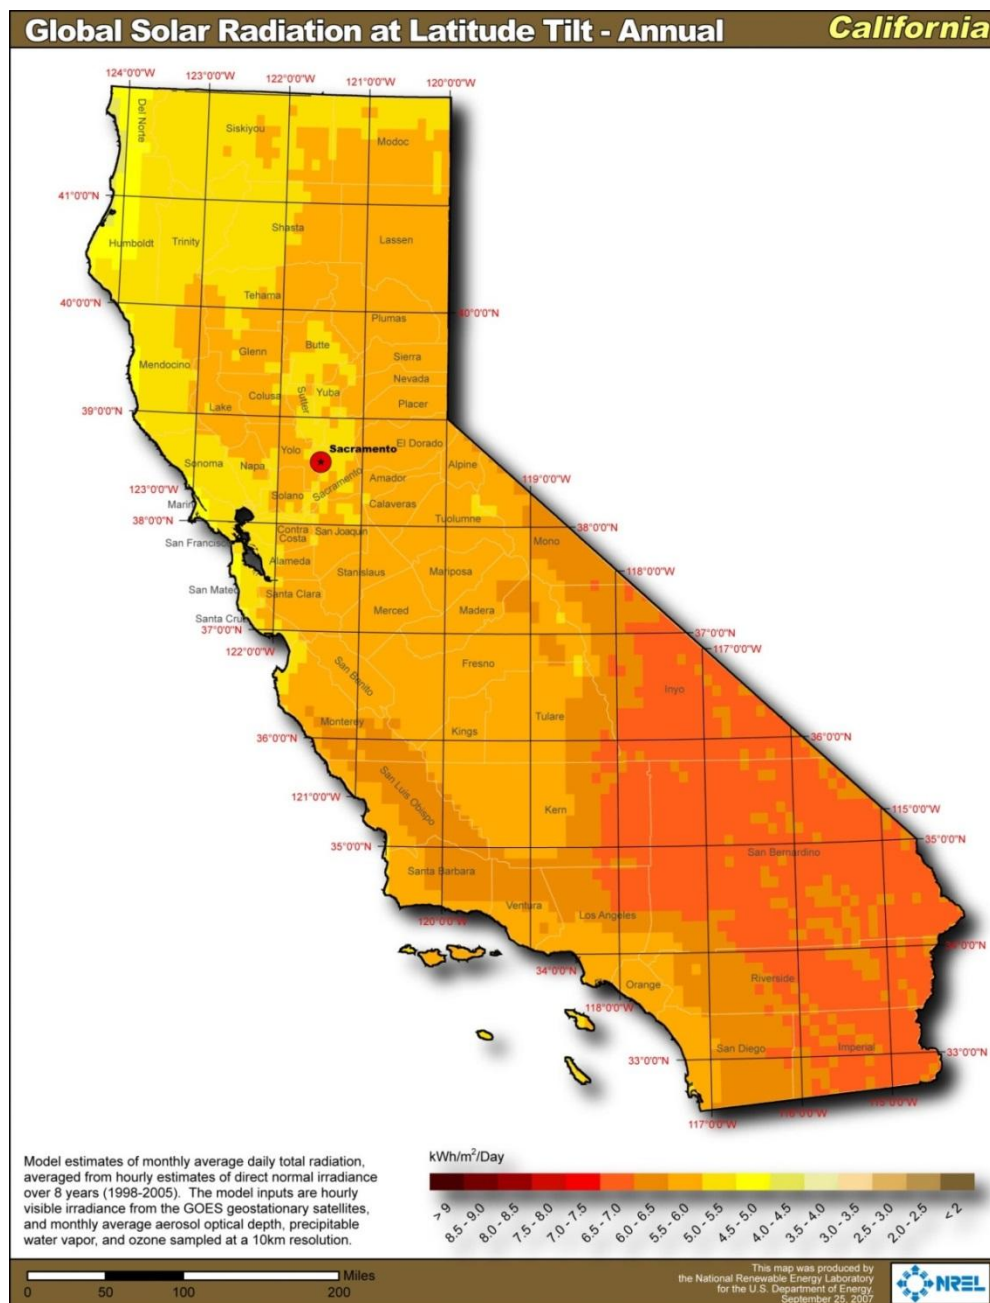 Global Solar Radiation at Latitude Tilt - Annual
California
124°0'0"W
123°0'0"W
122°0'0"W
121°0'0"W
120°0'0"W
Del Norte
Siskiyou
Modoc
41°0'0"N
Humboldt
Trinity
Shasta
Lassen
Tehama
40°0'0"N
40°0'0"N
Plumas
Butte
Glenn
Sierra
Mendocino
Nevada
Colusa
Sutter
Yuba
Placer
Lake
39°0'0"N
El Dorado
Sacramento
Yolo
Sonoma
Napa
Alpine
Sacramento
Amador
119°0'0"W
123°0'0"W
Solano
Marin
Calaveras
38°0'0"N
Tuolumne
38°0'0"N
Contra
Costa
San Joaquin
San Francisco
Mono
Alameda
Stanislaus
Mariposa
118°0'0"W
San Mateo
Santa Clara
Merced
Madera
Santa Cruz
37°0'0"N
37°0'0"N
122°0'0"W
117°0'0"W
San Benito
Fresno
Inyo
Monterey
Tulare
Kings
36°0'0"N
36°0'0"N
San Luis Obispo
121°0'0"W
Kern
115°0'0"W
35°0'0"N
35°0'0"N
San Bernardino
Santa Barbara
Ventura
Los Angeles
120°0'0"W
34°0'0"N
34°0'0"N
Riverside
Orange
118°0'0"W
San Diego
Imperial
33°0'0"N
33°0'0"N
117°0'0"W
116°0'0"W
115°0'0"W
Model estimates of monthly average daily total radiation,
averaged from hourly estimates of direct normal irradiance
over 8 years (1998-2005). The model inputs are hourly
visible irradiance from the GOES geostationary satellites,
and monthly average aerosol optical depth, precipitable
water vapor, and ozone sampled at a 10km resolution.
kWh/m²/Day
> 9
8.5 - 9.0
8.0 - 8.5
7.5 - 8.0
7.0 - 7.5
6.5 - 7.0
6.0 - 6.5
5.5 - 6.0
5.0 - 5.5
4.5 - 5.0
4.0 - 4.5
3.5 - 4.0
3.0 - 3.5
2.5 - 3.0
2.0 - 2.5
< 2
Miles
0
50
100
200
This map was produced by
the National Renewable Energy Laboratory
for the U.S. Department of Energy.
September 25, 2007
NREL